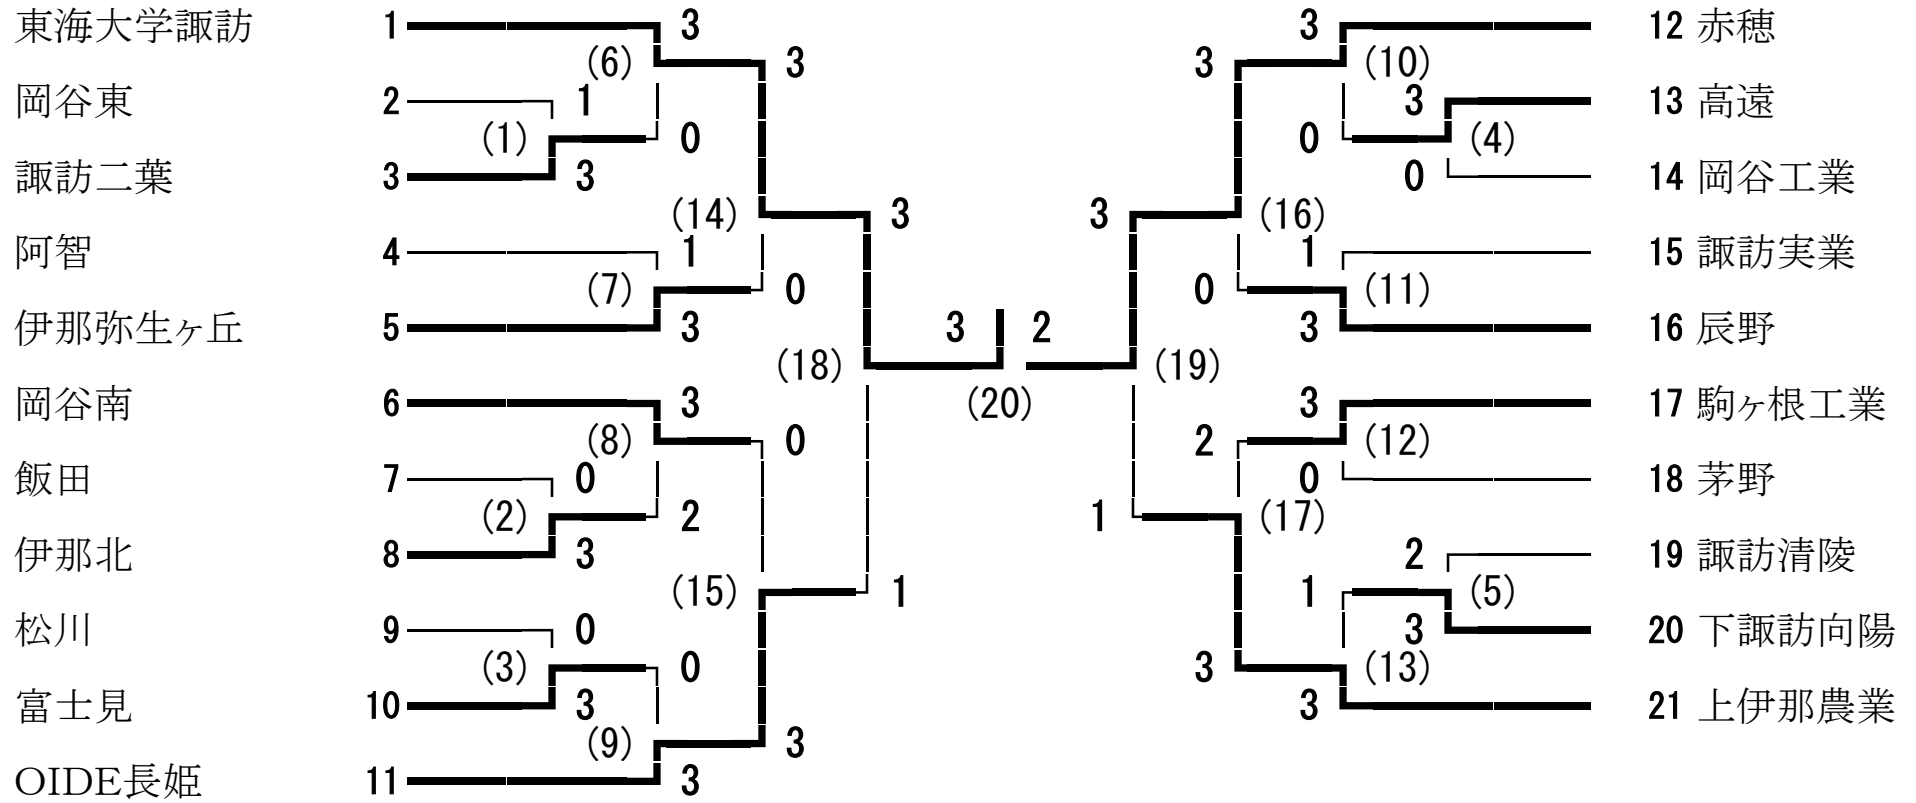 東海大学諏訪 1 3 3 12 赤穂
(6) 3 3 (10)
岡谷東 2 1 3 13 高遠
(1) 0 0 (4)
諏訪二葉 3 3 0 14 岡谷工業
(14) 3 3 (16)
阿智 4 1 1 15 諏訪実業
(7) 0 0 (11)
伊那弥生ヶ丘 5 3 3 2 3 16 辰野
(18) (19)
岡谷南 6 3 (20) 3 17 駒ヶ根工業
(8) 0 2 (12)
飯田 7 0 0 18 茅野
(2) 2 1 (17)
伊那北 8 3 2 19 諏訪清陵
(15) 1 1 (5)
松川 9 0 3 20 下諏訪向陽
(3) 0 3 (13)
富士見 10 3 3 21 上伊那農業
(9) 3
OIDE長姫 11 3